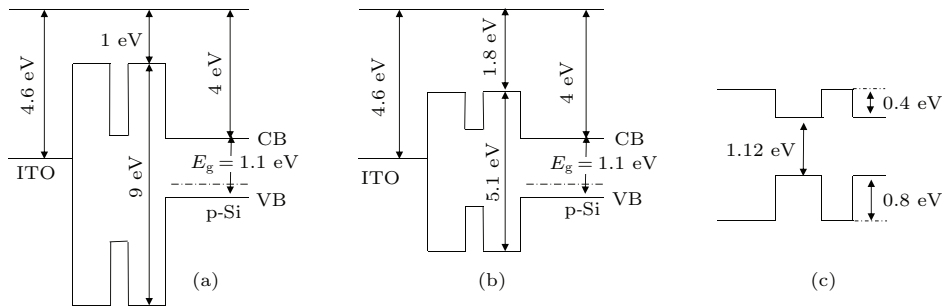 1 eV
4.6 eV
4 eV
CB
E_g = 1.1 eV
ITO
9 eV
VB
p-Si
(a)
1.8 eV
4.6 eV
4 eV
CB
E_g = 1.1 eV
ITO
5.1 eV
VB
p-Si
(b)
0.4 eV
1.12 eV
0.8 eV
(c)